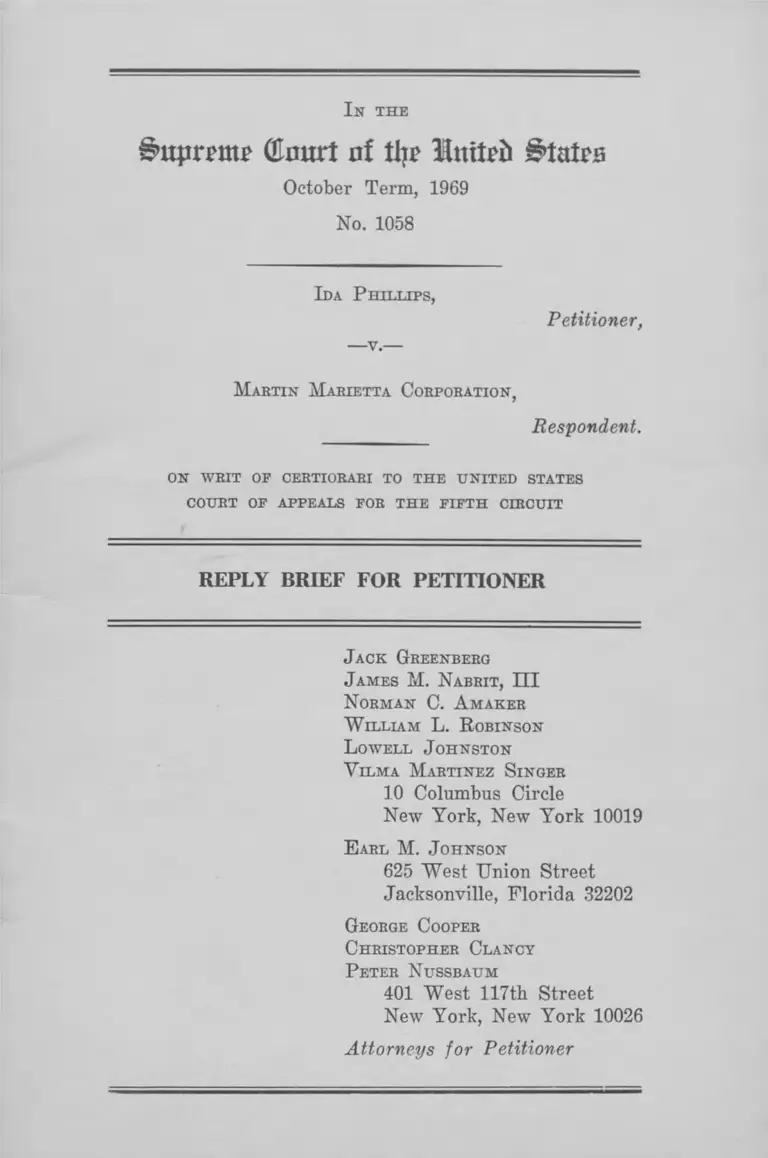 IN THE
Supreme Court of the United States
October Term, 1969
No. 1058
IDA PHILLIPS,
Petitioner,
—v.—
MARTIN MARIETTA CORPORATION,
Respondent.
ON WRIT OF CERTIORARI TO THE UNITED STATES
COURT OF APPEALS FOR THE FIFTH CIRCUIT
REPLY BRIEF FOR PETITIONER
JACK GREENBERG
JAMES M. NABRIT, III
NORMAN C. AMAKER
WILLIAM L. ROBINSON
LOWELL JOHNSTON
VILMA MARTINEZ SINGER
10 Columbus Circle
New York, New York 10019
EARL M. JOHNSON
625 West Union Street
Jacksonville, Florida 32202
GEORGE COOPER
CHRISTOPHER CLANCY
PETER NUSSBAUM
401 West 117th Street
New York, New York 10026
Attorneys for Petitioner